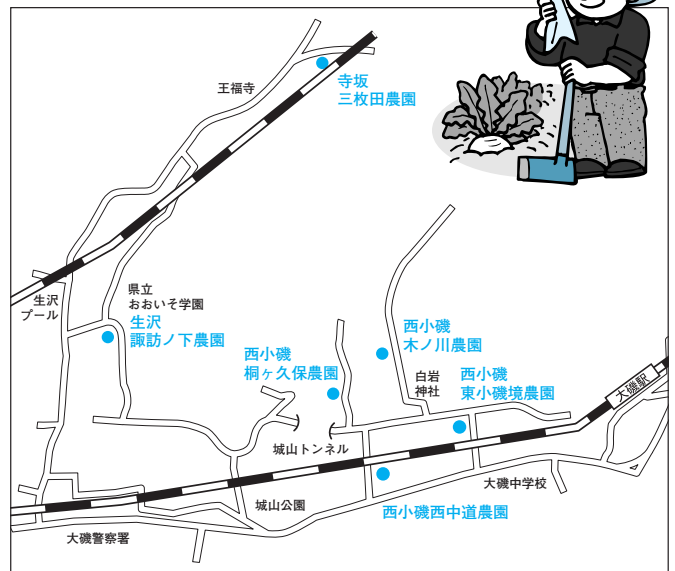 王福寺
寺坂
三枚田農園
生沢
プール
県立
おおいそ学園
生沢
諏訪ノ下農園
西小磯
桐ヶ久保農園
西小磯
木ノ川農園
白岩
神社
西小磯
東小磯境農園
大磯駅
城山トンネル
城山公園
大磯中学校
西小磯西中道農園
大磯警察署